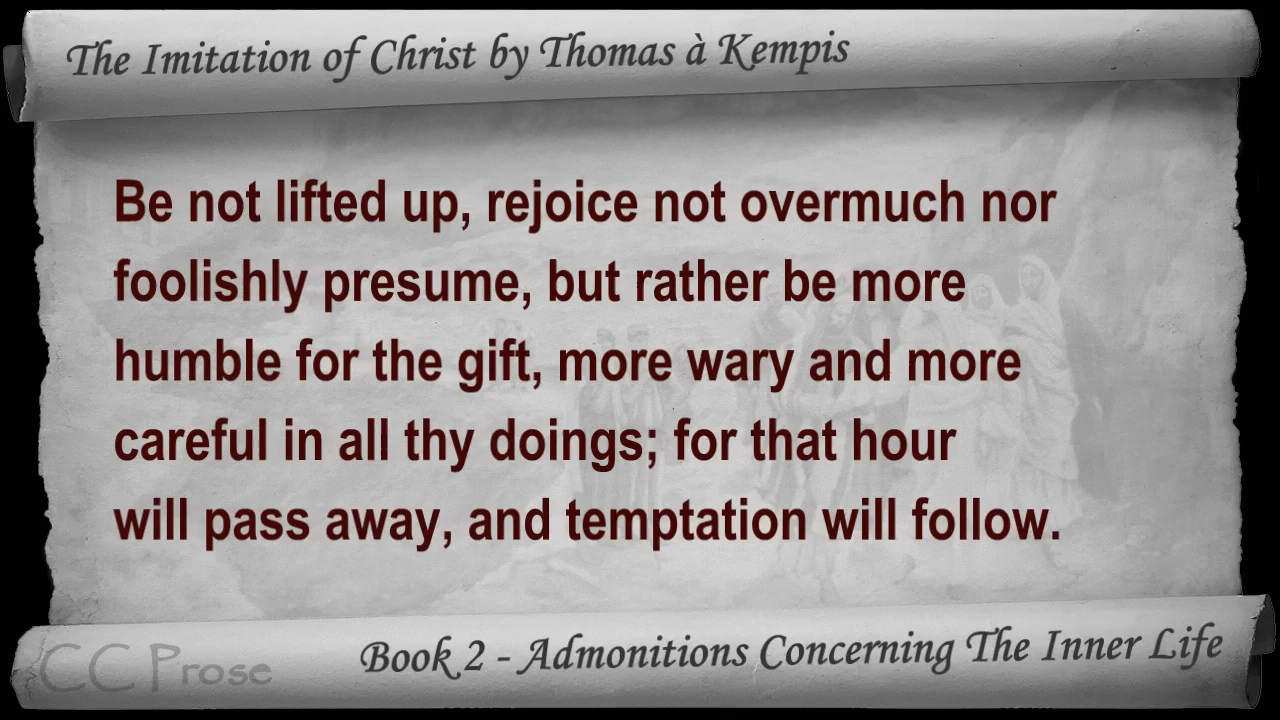 The Imitation of Christ by Thomas à Kempis
Be not lifted up, rejoice not overmuch nor
foolishly presume, but rather be more
humble for the gift, more wary and more
careful in all thy doings; for that hour
will pass away, and temptation will follow.
CC Prose
Book 2 - Admonitions Concerning The Inner Life